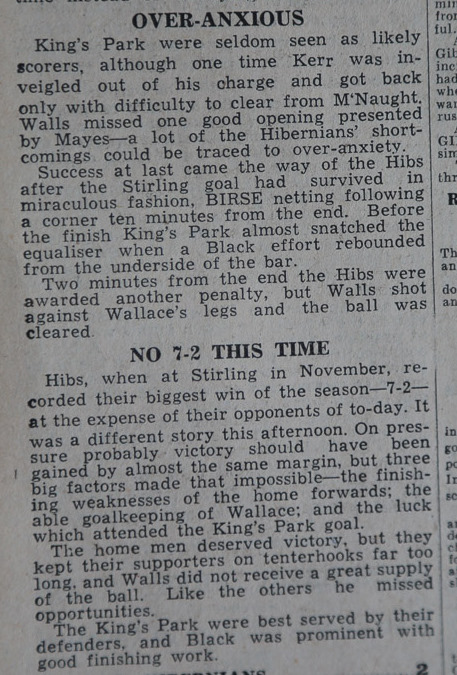 OVER-ANXIOUS
King's Park were seldom seen as likely
scorers, although one time Kerr was in-
veigled out of his charge and got back
only with difficulty to clear from M'Naught.
Walls missed one good opening presented
by Mayes—a lot of the Hibernians' short-
comings could be traced to over-anxiety.
Success at last came the way of the Hibs
after the Stirling goal had survived in
miraculous fashion, BIRSE netting following
a corner ten minutes from the end. Before
the finish King's Park almost snatched the
equaliser when a Black effort rebounded
from the underside of the bar.
Two minutes from the end the Hibs were
awarded another penalty, but Walls shot
against Wallace's legs and the ball was
cleared.
NO 7-2 THIS TIME
Hibs, when at Stirling in November, re-
corded their biggest win of the season—7-2—
at the expense of their opponents of to-day. It
was a different story this afternoon. On pres-
sure probably victory should have been
gained by almost the same margin, but three
big factors made that impossible—the finish-
ing weaknesses of the home forwards; the
able goalkeeping of Wallace; and the luck
which attended the King's Park goal.
The home men deserved victory, but they
kept their supporters on tenterhooks far too
long, and Walls did not receive a great supply
of the ball. Like the others he missed
opportunities.
The King's Park were best served by their
defenders, and Black was prominent with
good finishing work.
2